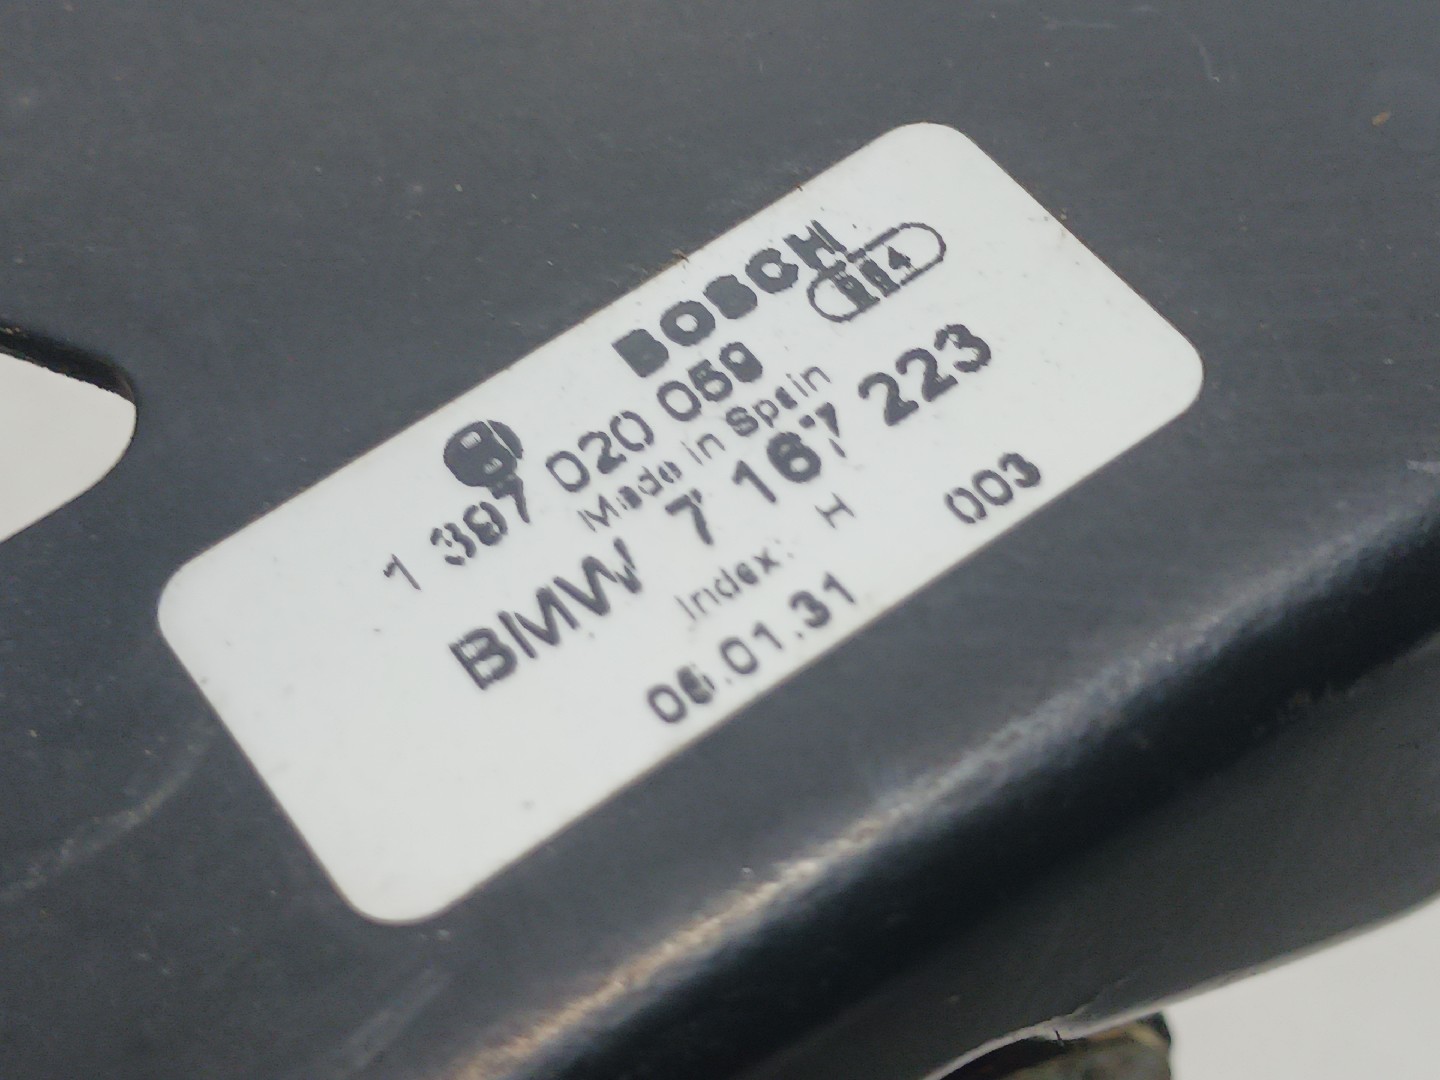 BOSCH
1 397 020 059
Made in Spain
BMW 7 167 223
Index: H
003
06.01.31